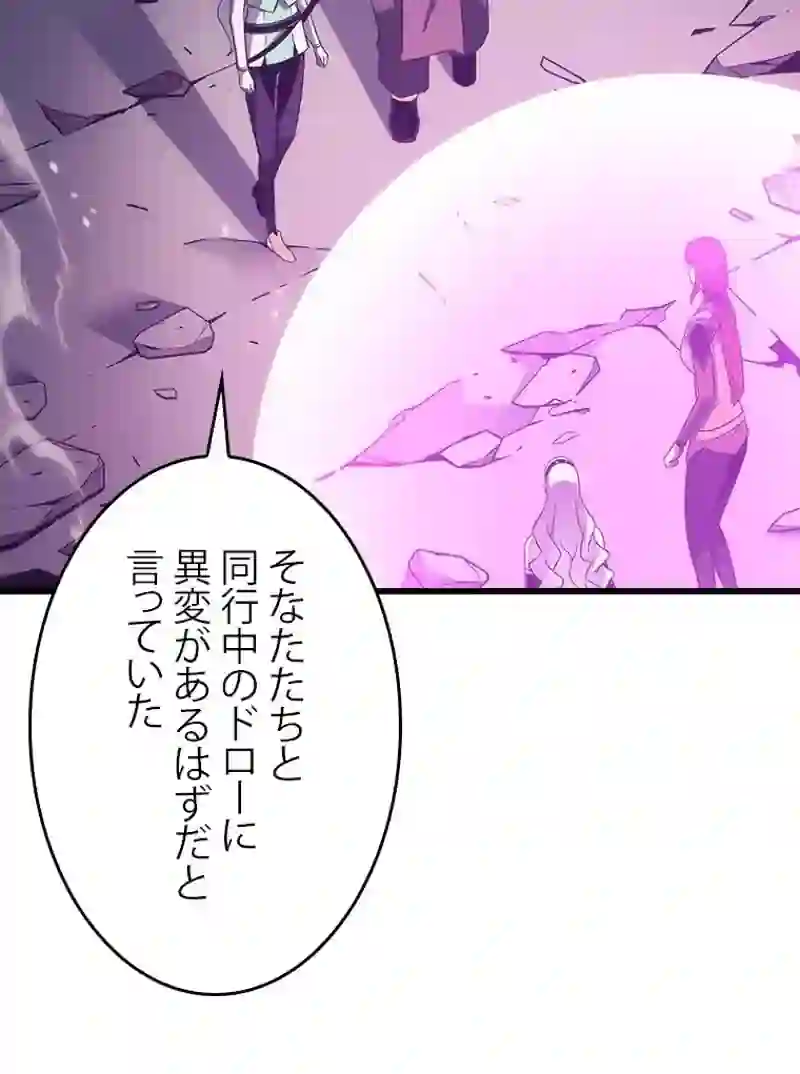 そなたたちと
同行中のドローに
異変があるはずだと
言っていた